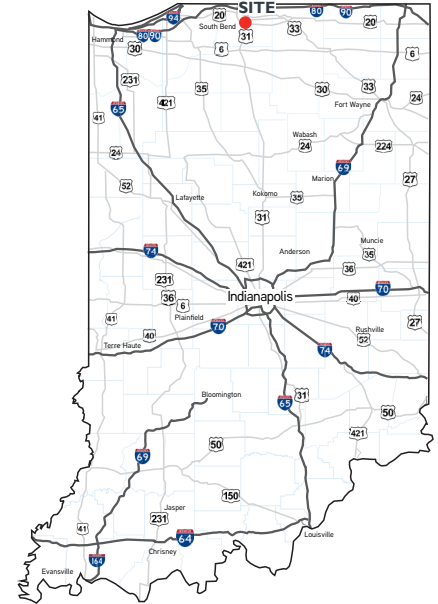 SITE
94
20
80
90
South Bend
33
20
Hammond
80
90
31
30
6
6
231
35
30
33
421
24
65
Fort Wayne
41
Wabash
24
224
24
69
Marion
27
52
Kokomo
35
Lafayette
31
Muncie
Anderson
35
74
421
36
231
70
36
6
Indianapolis
40
41
Plainfield
70
27
Rushville
40
52
Terre Haute
74
Bloomington
31
65
50
421
50
69
150
Jasper
231
41
64
Louisville
Chrisney
164
Evansville